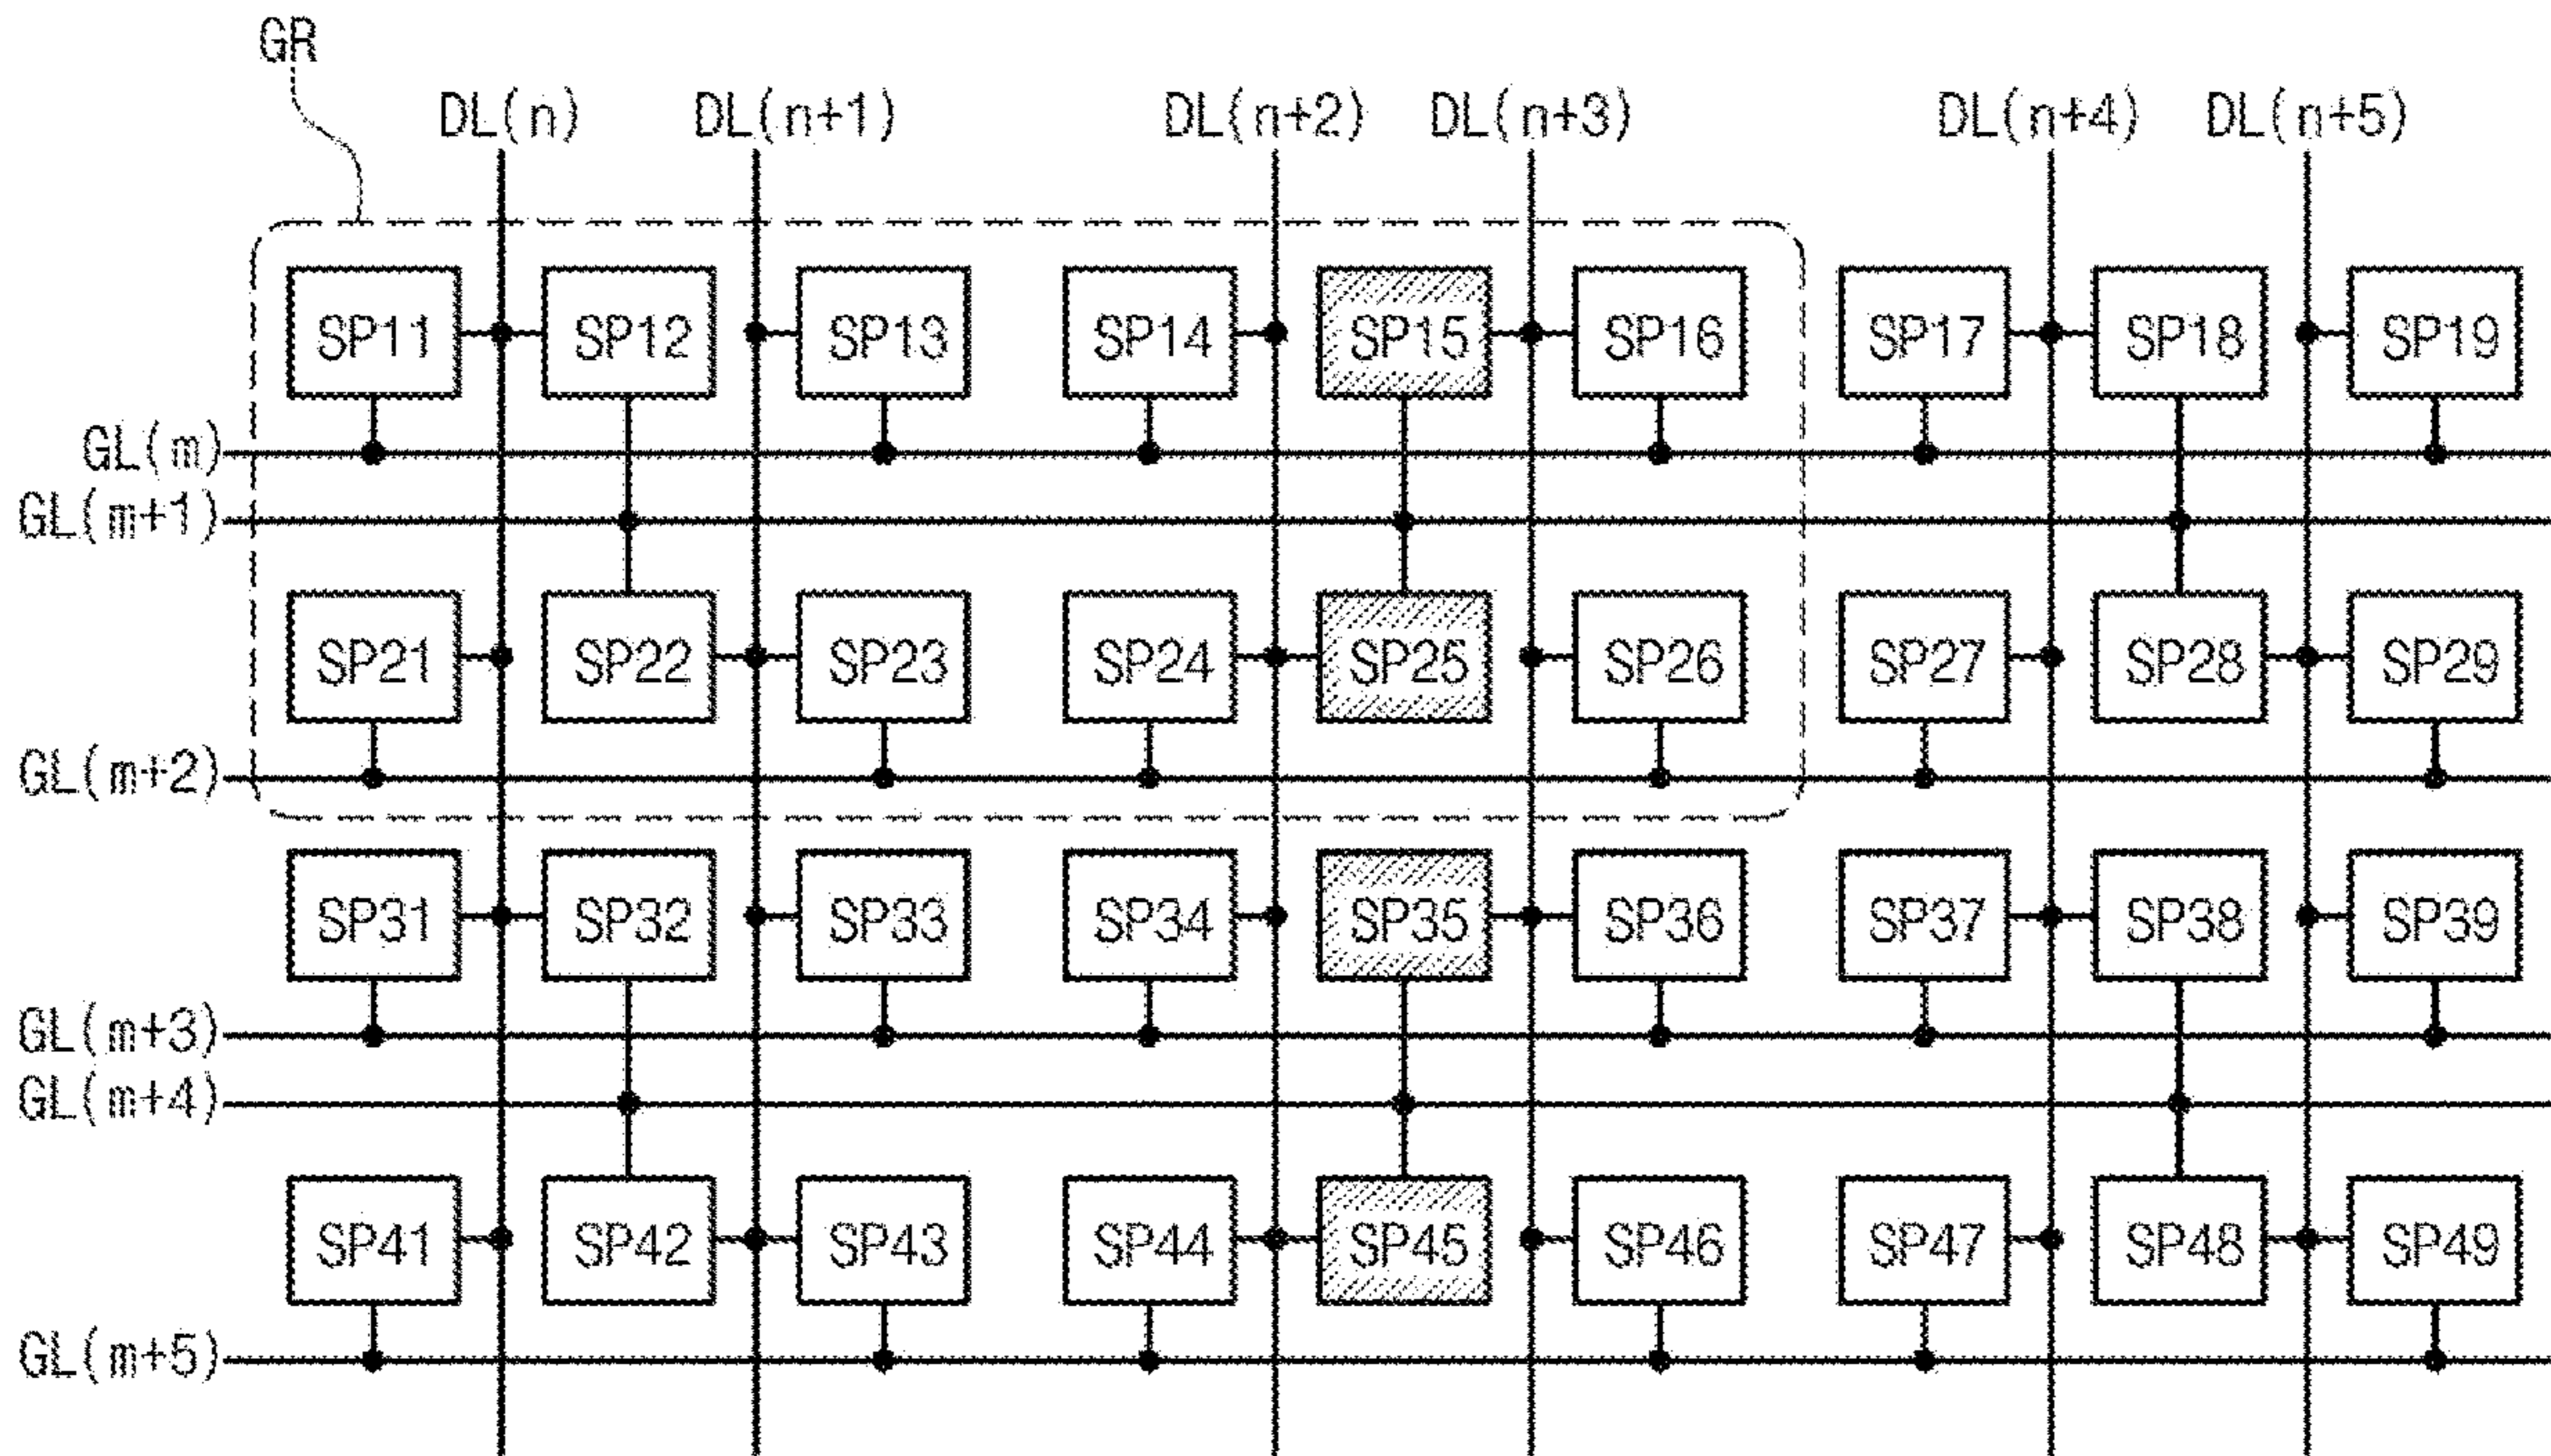 GR
DL(n) DL(n+1) DL(n+2) DL(n+3) DL(n+4) DL(n+5)
SP11 SP12 SP13 SP14 SP15 SP16 SP17 SP18 SP19
GL(m)
GL(m+1)
SP21 SP22 SP23 SP24 SP25 SP26 SP27 SP28 SP29
GL(m+2)
SP31 SP32 SP33 SP34 SP35 SP36 SP37 SP38 SP39
GL(m+3)
GL(m+4)
SP41 SP42 SP43 SP44 SP45 SP46 SP47 SP48 SP49
GL(m+5)